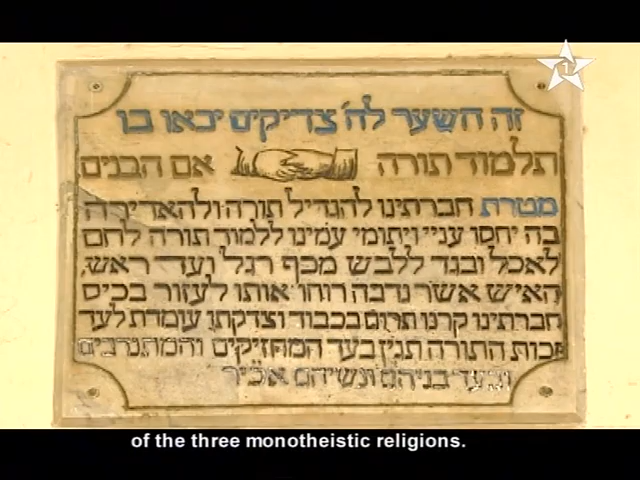 1
זה השער לה' צדיקים יבאו בו
תלמוד תורה אם הבנים
מטרת חברתינו להגדיל תורה ולהאדירה
בה יחסו עניי ויתומי עמינו ללמוד תורה לחם
לאכל ובגד ללבש מכף רגל ועד ראש,
האיש אשר נדבה רוחו אותו לעזור בכיס
חברתינו קרנו תרום בכבוד וצדקתו עומדת לעד
זכות התורה תגין בעד המחזיקים והמתנדבים
ובעד בניהם ונשיהם אכי"ר
of the three monotheistic religions.